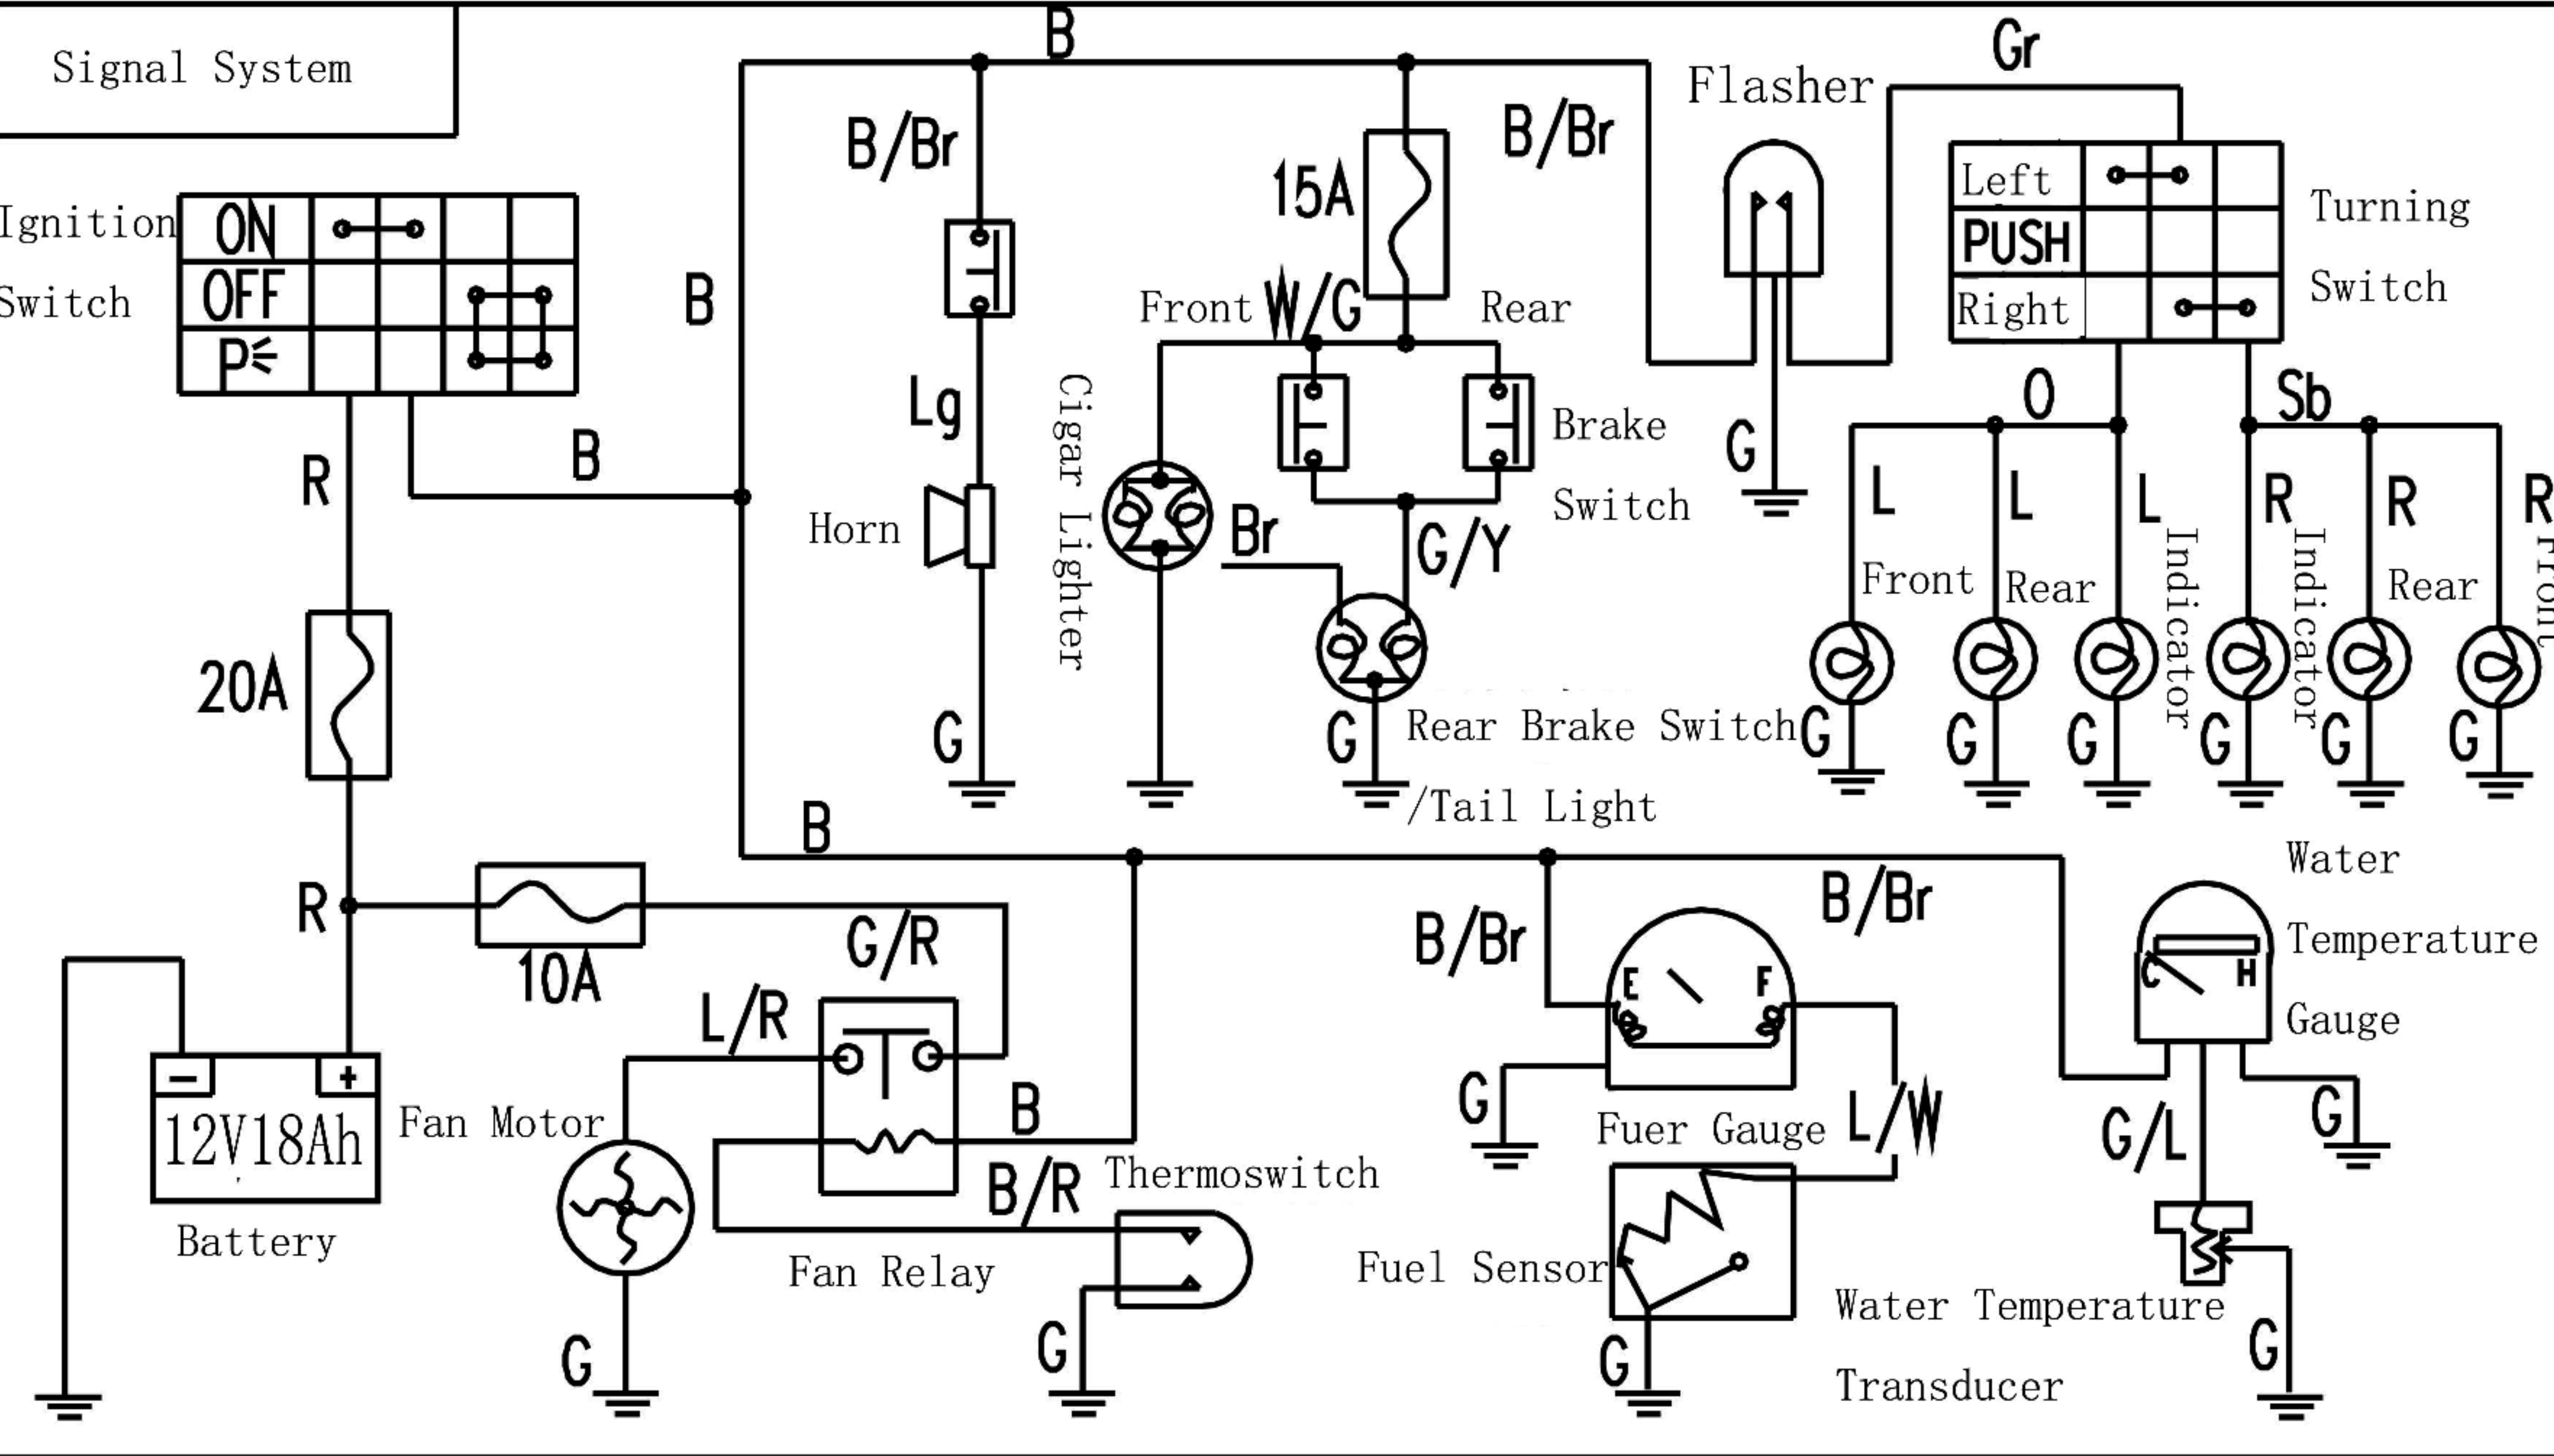 Signal System
B
Gr
Flasher
B/Br
B/Br
15A
Left
PUSH
Right
Turning
Switch
Ignition
Switch
ON
OFF
P
B
Front
W/G
Rear
O
Sb
R
B
Lg
Cigar Lighter
Brake
Switch
G
Horn
Br
G/Y
L
L
L
R
R
R
Front
Rear
Indicator
Indicator
Rear
Front
20A
G
G
Rear Brake Switch
/Tail Light
G
G
G
G
G
G
B
R
10A
G/R
B/Br
B/Br
E
F
C
H
Water
Temperature
Gauge
L/R
B
G
Fuer Gauge
L/W
G/L
G
- +
12V18Ah
Battery
Fan Motor
B/R
Thermoswitch
Fan Relay
Fuel Sensor
Water Temperature
Transducer
G
G
G
G